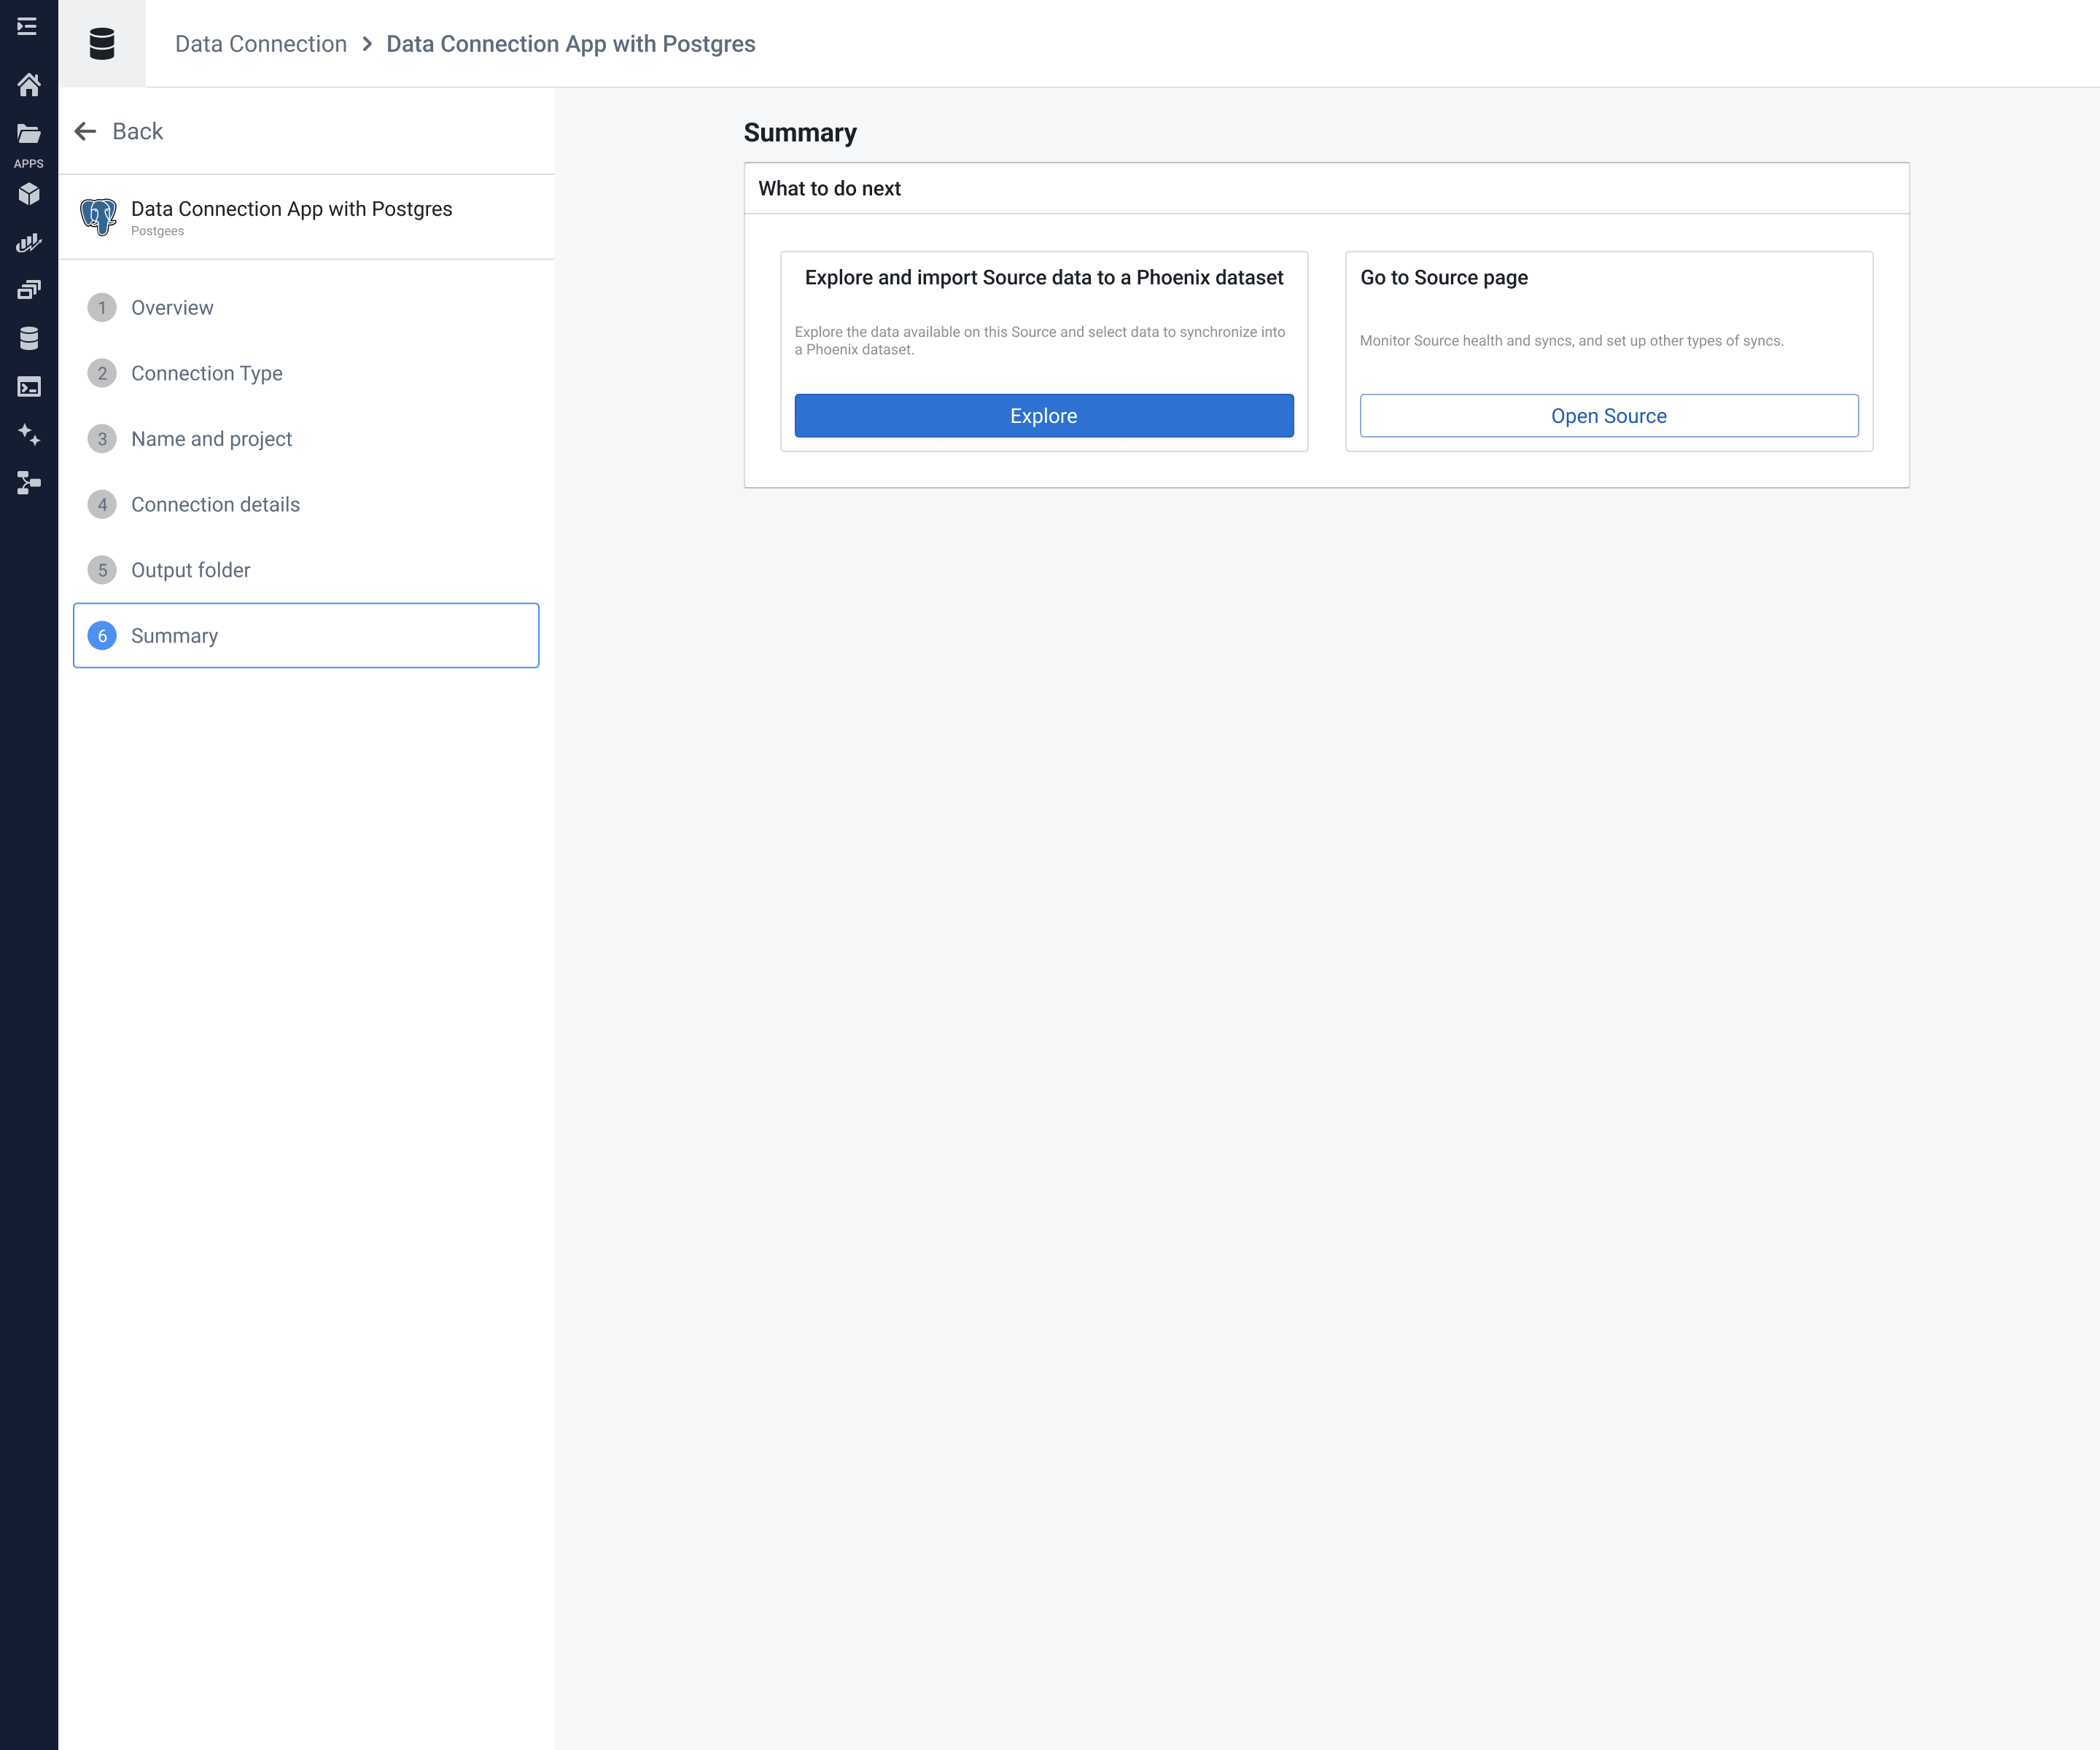 Data Connection > Data Connection App with Postgres
APPS
Back
Data Connection App with Postgres
Postgees
1 Overview
2 Connection Type
3 Name and project
4 Connection details
5 Output folder
6 Summary
Summary
What to do next
Explore and import Source data to a Phoenix dataset
Explore the data available on this Source and select data to synchronize into
a Phoenix dataset.
Explore
Go to Source page
Monitor Source health and syncs, and set up other types of syncs.
Open Source